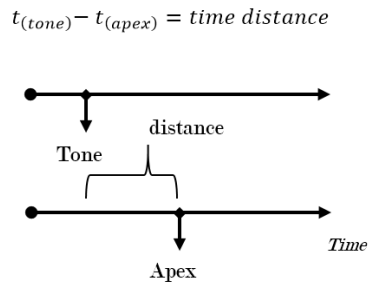 t(tone) − t(apex) = time distance
distance
Tone
Time
Apex